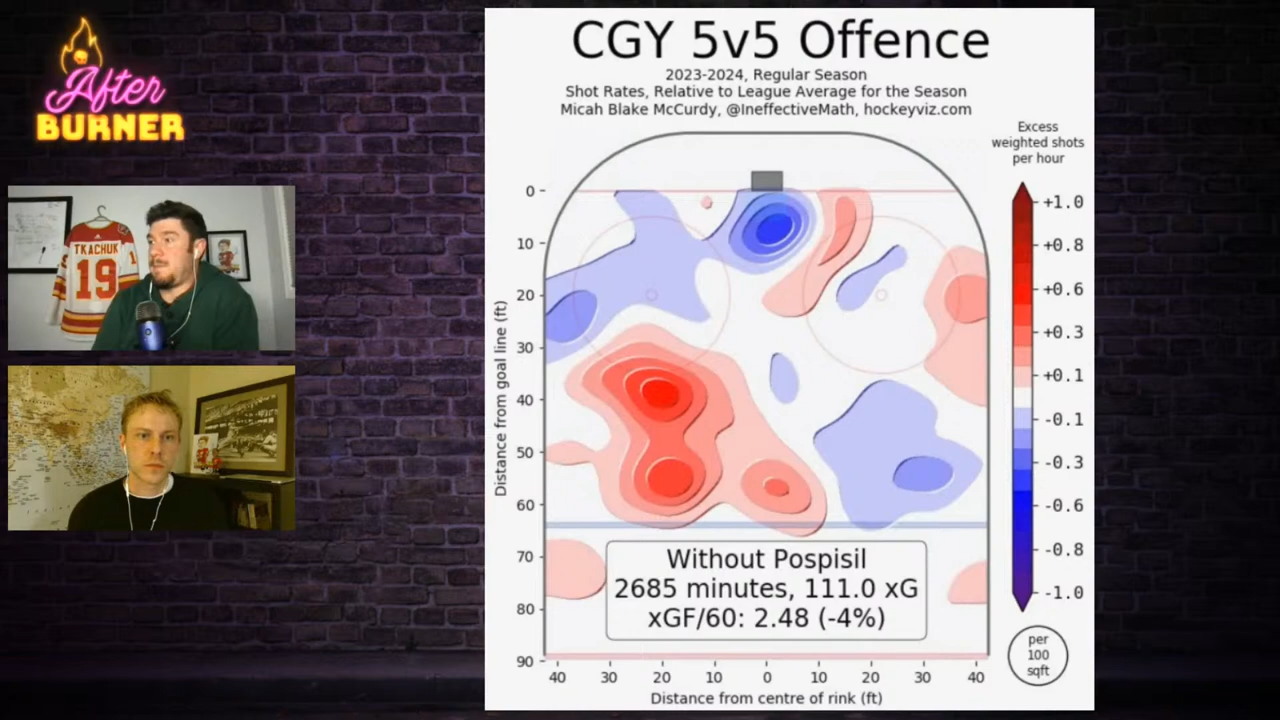 After
BURNER
TKACHUK
19
CGY 5v5 Offence
2023-2024, Regular Season
Shot Rates, Relative to League Average for the Season
Micah Blake McCurdy, @IneffectiveMath, hockeyviz.com
Excess
weighted shots
per hour
+1.0
+0.8
+0.6
+0.3
+0.1
-0.1
-0.3
-0.6
-0.8
-1.0
per
100
sqft
Distance from goal line (ft)
0
10
20
30
40
50
60
70
80
90
Without Pospisil
2685 minutes, 111.0 xG
xGF/60: 2.48 (-4%)
40 30 20 10 0 10 20 30 40
Distance from centre of rink (ft)